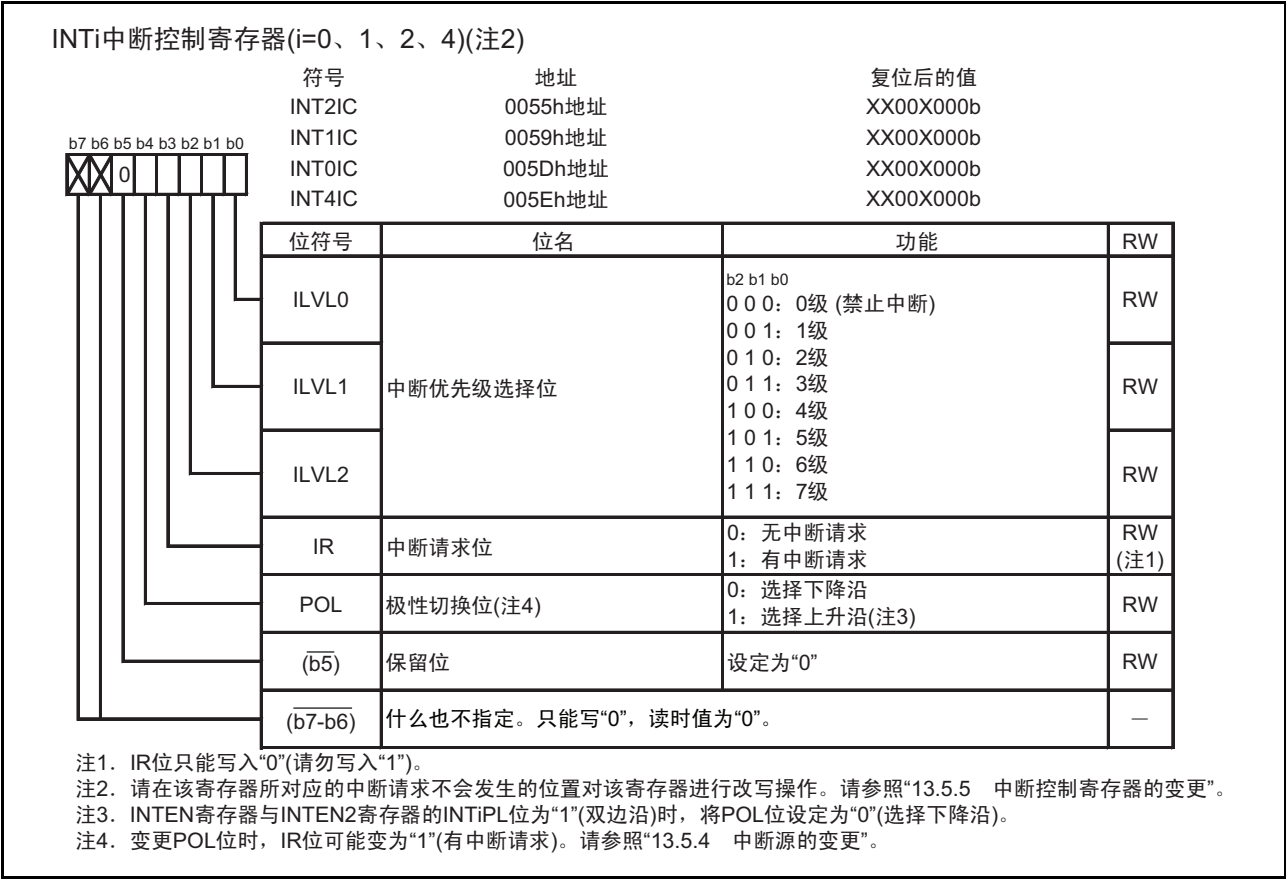 INTi中断控制寄存器(i=0、1、2、4)(注2)
符号 地址 复位后的值
INT2IC 0055h地址 XX00X000b
INT1IC 0059h地址 XX00X000b
INT0IC 005Dh地址 XX00X000b
INT4IC 005Eh地址 XX00X000b
b7 b6 b5 b4 b3 b2 b1 b0
0
位符号 位名 功能 RW
ILVL0 RW
ILVL1 RW
ILVL2 RW
中断优先级选择位
b2 b1 b0
0 0 0：0级 (禁止中断)
0 0 1：1级
0 1 0：2级
0 1 1：3级
1 0 0：4级
1 0 1：5级
1 1 0：6级
1 1 1：7级
IR 中断请求位
0：无中断请求
1：有中断请求
RW
(注1)
POL 极性切换位(注4)
0：选择下降沿
1：选择上升沿(注3)
RW
(b5) 保留位 设定为“0” RW
(b7-b6) 什么也不指定。只能写“0”，读时值为“0”。 —
注1．IR位只能写入“0”(请勿写入“1”)。
注2．请在该寄存器所对应的中断请求不会发生的位置对该寄存器进行改写操作。请参照“13.5.5 中断控制寄存器的变更”。
注3．INTEN寄存器与INTEN2寄存器的INTiPL位为“1”(双边沿)时，将POL位设定为“0”(选择下降沿)。
注4．变更POL位时，IR位可能变为“1”(有中断请求)。请参照“13.5.4 中断源的变更”。